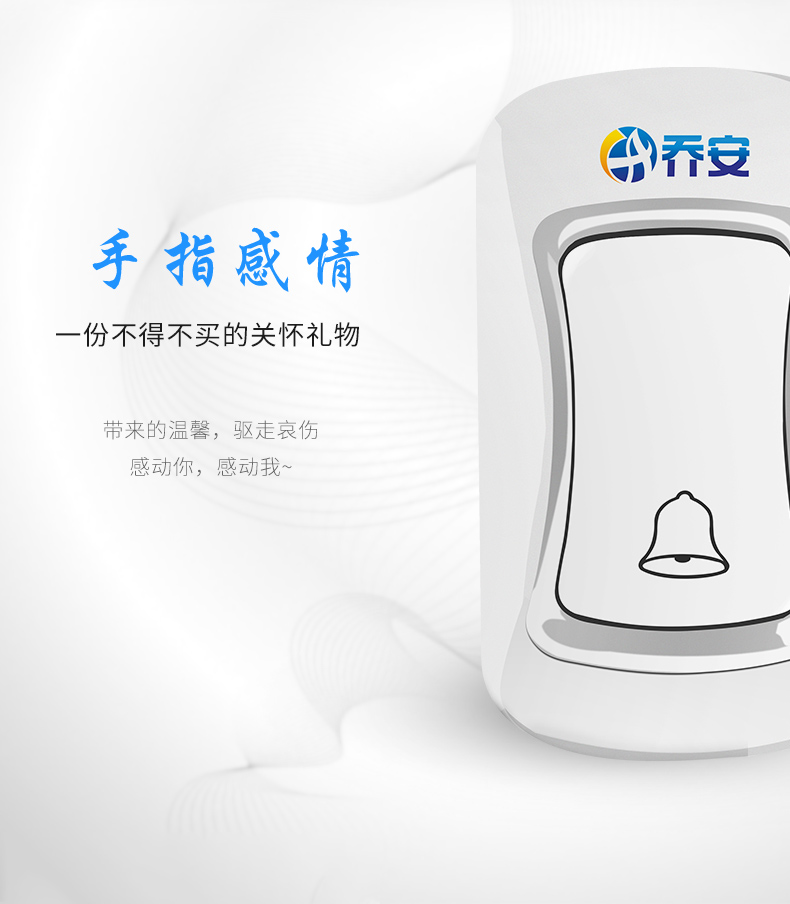 乔安
手指感情
一份不得不买的关怀礼物
带来的温馨，驱走哀伤
感动你，感动我~